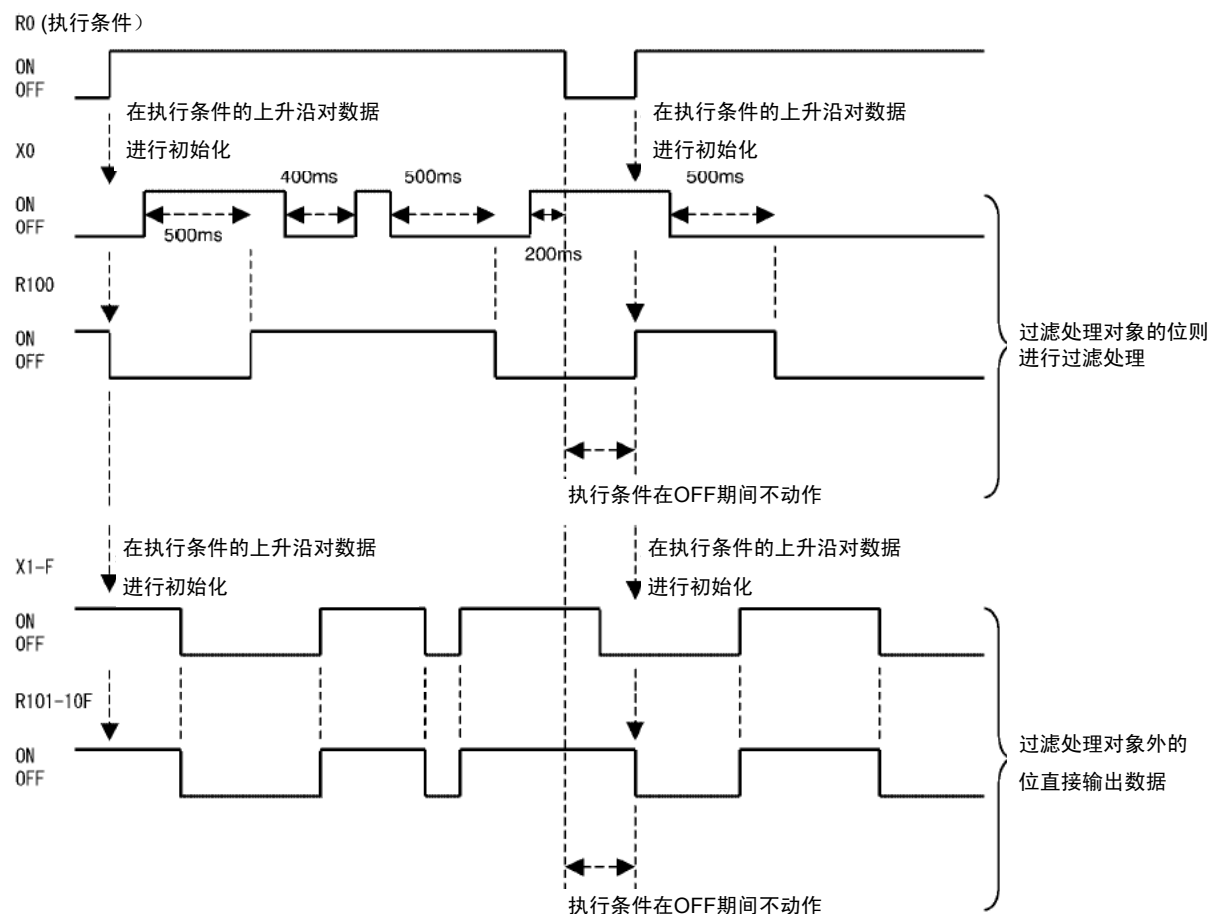 R0 (执行条件）
ON
OFF
在执行条件的上升沿对数据
进行初始化
在执行条件的上升沿对数据
进行初始化
X0
ON
OFF
400ms
500ms
500ms
500ms
200ms
R100
ON
OFF
过滤处理对象的位则
进行过滤处理
执行条件在OFF期间不动作
在执行条件的上升沿对数据
进行初始化
在执行条件的上升沿对数据
进行初始化
X1-F
ON
OFF
R101-10F
ON
OFF
过滤处理对象外的
位直接输出数据
执行条件在OFF期间不动作